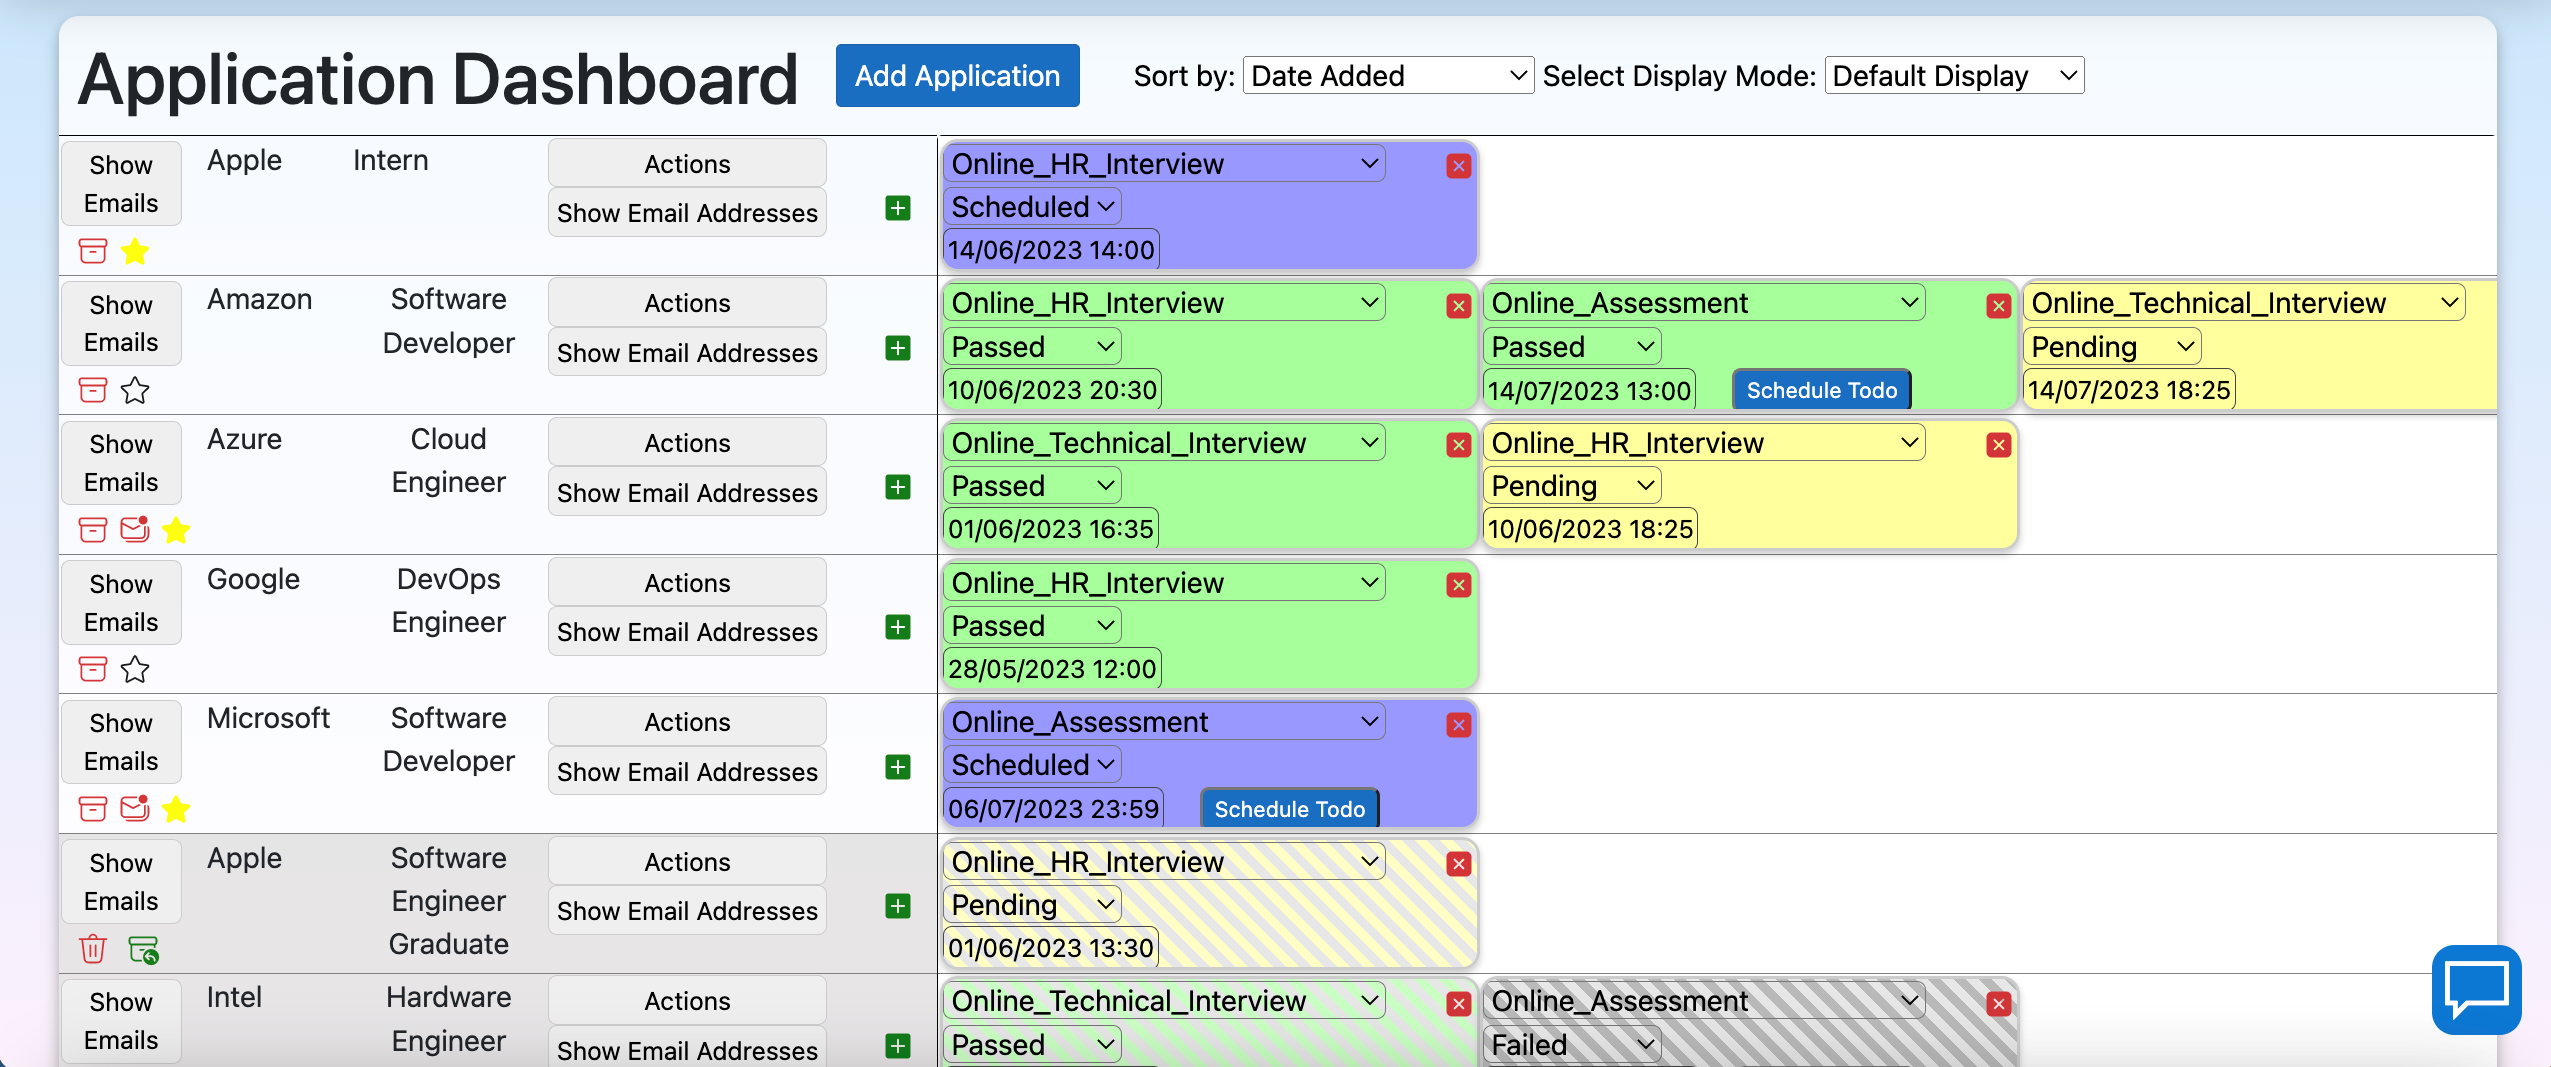 Application Dashboard
Add Application
Sort by: Date Added
Select Display Mode: Default Display
Show
Emails
Apple
Intern
Actions
Show Email Addresses
Online_HR_Interview
Scheduled
14/06/2023 14:00
Show
Emails
Amazon
Software
Developer
Actions
Show Email Addresses
Online_HR_Interview
Passed
10/06/2023 20:30
Online_Assessment
Passed
14/07/2023 13:00
Schedule Todo
Online_Technical_Interview
Pending
14/07/2023 18:25
Show
Emails
Azure
Cloud
Engineer
Actions
Show Email Addresses
Online_Technical_Interview
Passed
01/06/2023 16:35
Online_HR_Interview
Pending
10/06/2023 18:25
Show
Emails
Google
DevOps
Engineer
Actions
Show Email Addresses
Online_HR_Interview
Passed
28/05/2023 12:00
Show
Emails
Microsoft
Software
Developer
Actions
Show Email Addresses
Online_Assessment
Scheduled
06/07/2023 23:59
Schedule Todo
Show
Emails
Apple
Software
Engineer
Graduate
Actions
Show Email Addresses
Online_HR_Interview
Pending
01/06/2023 13:30
Show
Emails
Intel
Hardware
Engineer
Actions
Show Email Addresses
Online_Technical_Interview
Passed
Online_Assessment
Failed